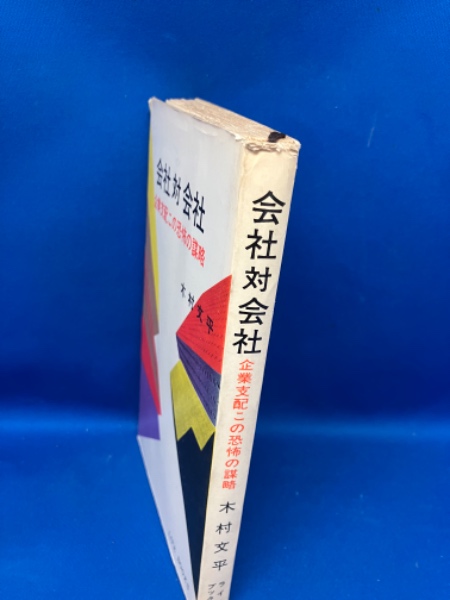 会社対会社
企業支配この恐怖の謀略
木村文平
会社対会社
企業支配この恐怖の謀略
木村文平